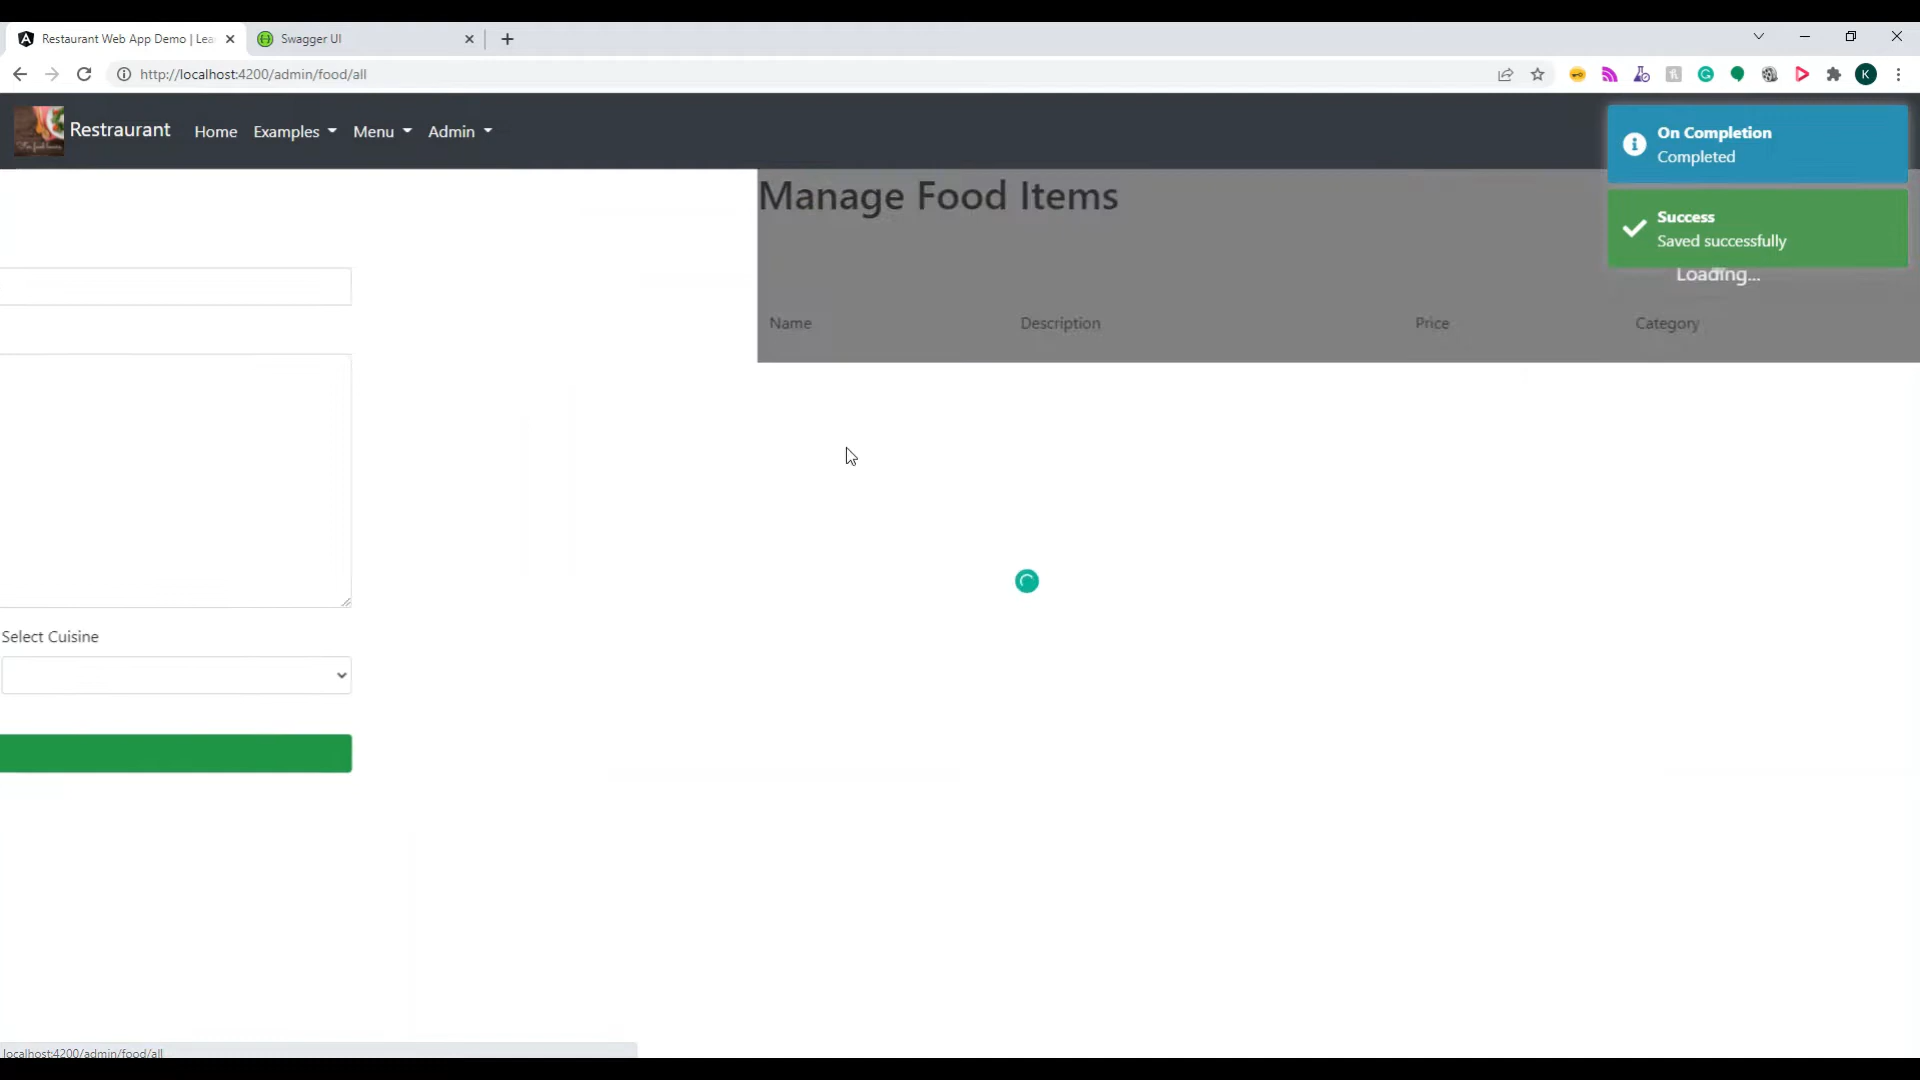 Restaurant Web App Demo | Lea
Swagger UI
http://localhost:4200/admin/food/all
K
Restraurant
Home
Examples
Menu
Admin
On Completion
Completed
Success
Saved successfully
Loading...
Manage Food Items
Name
Description
Price
Category
Select Cuisine
localhost:4200/admin/food/all